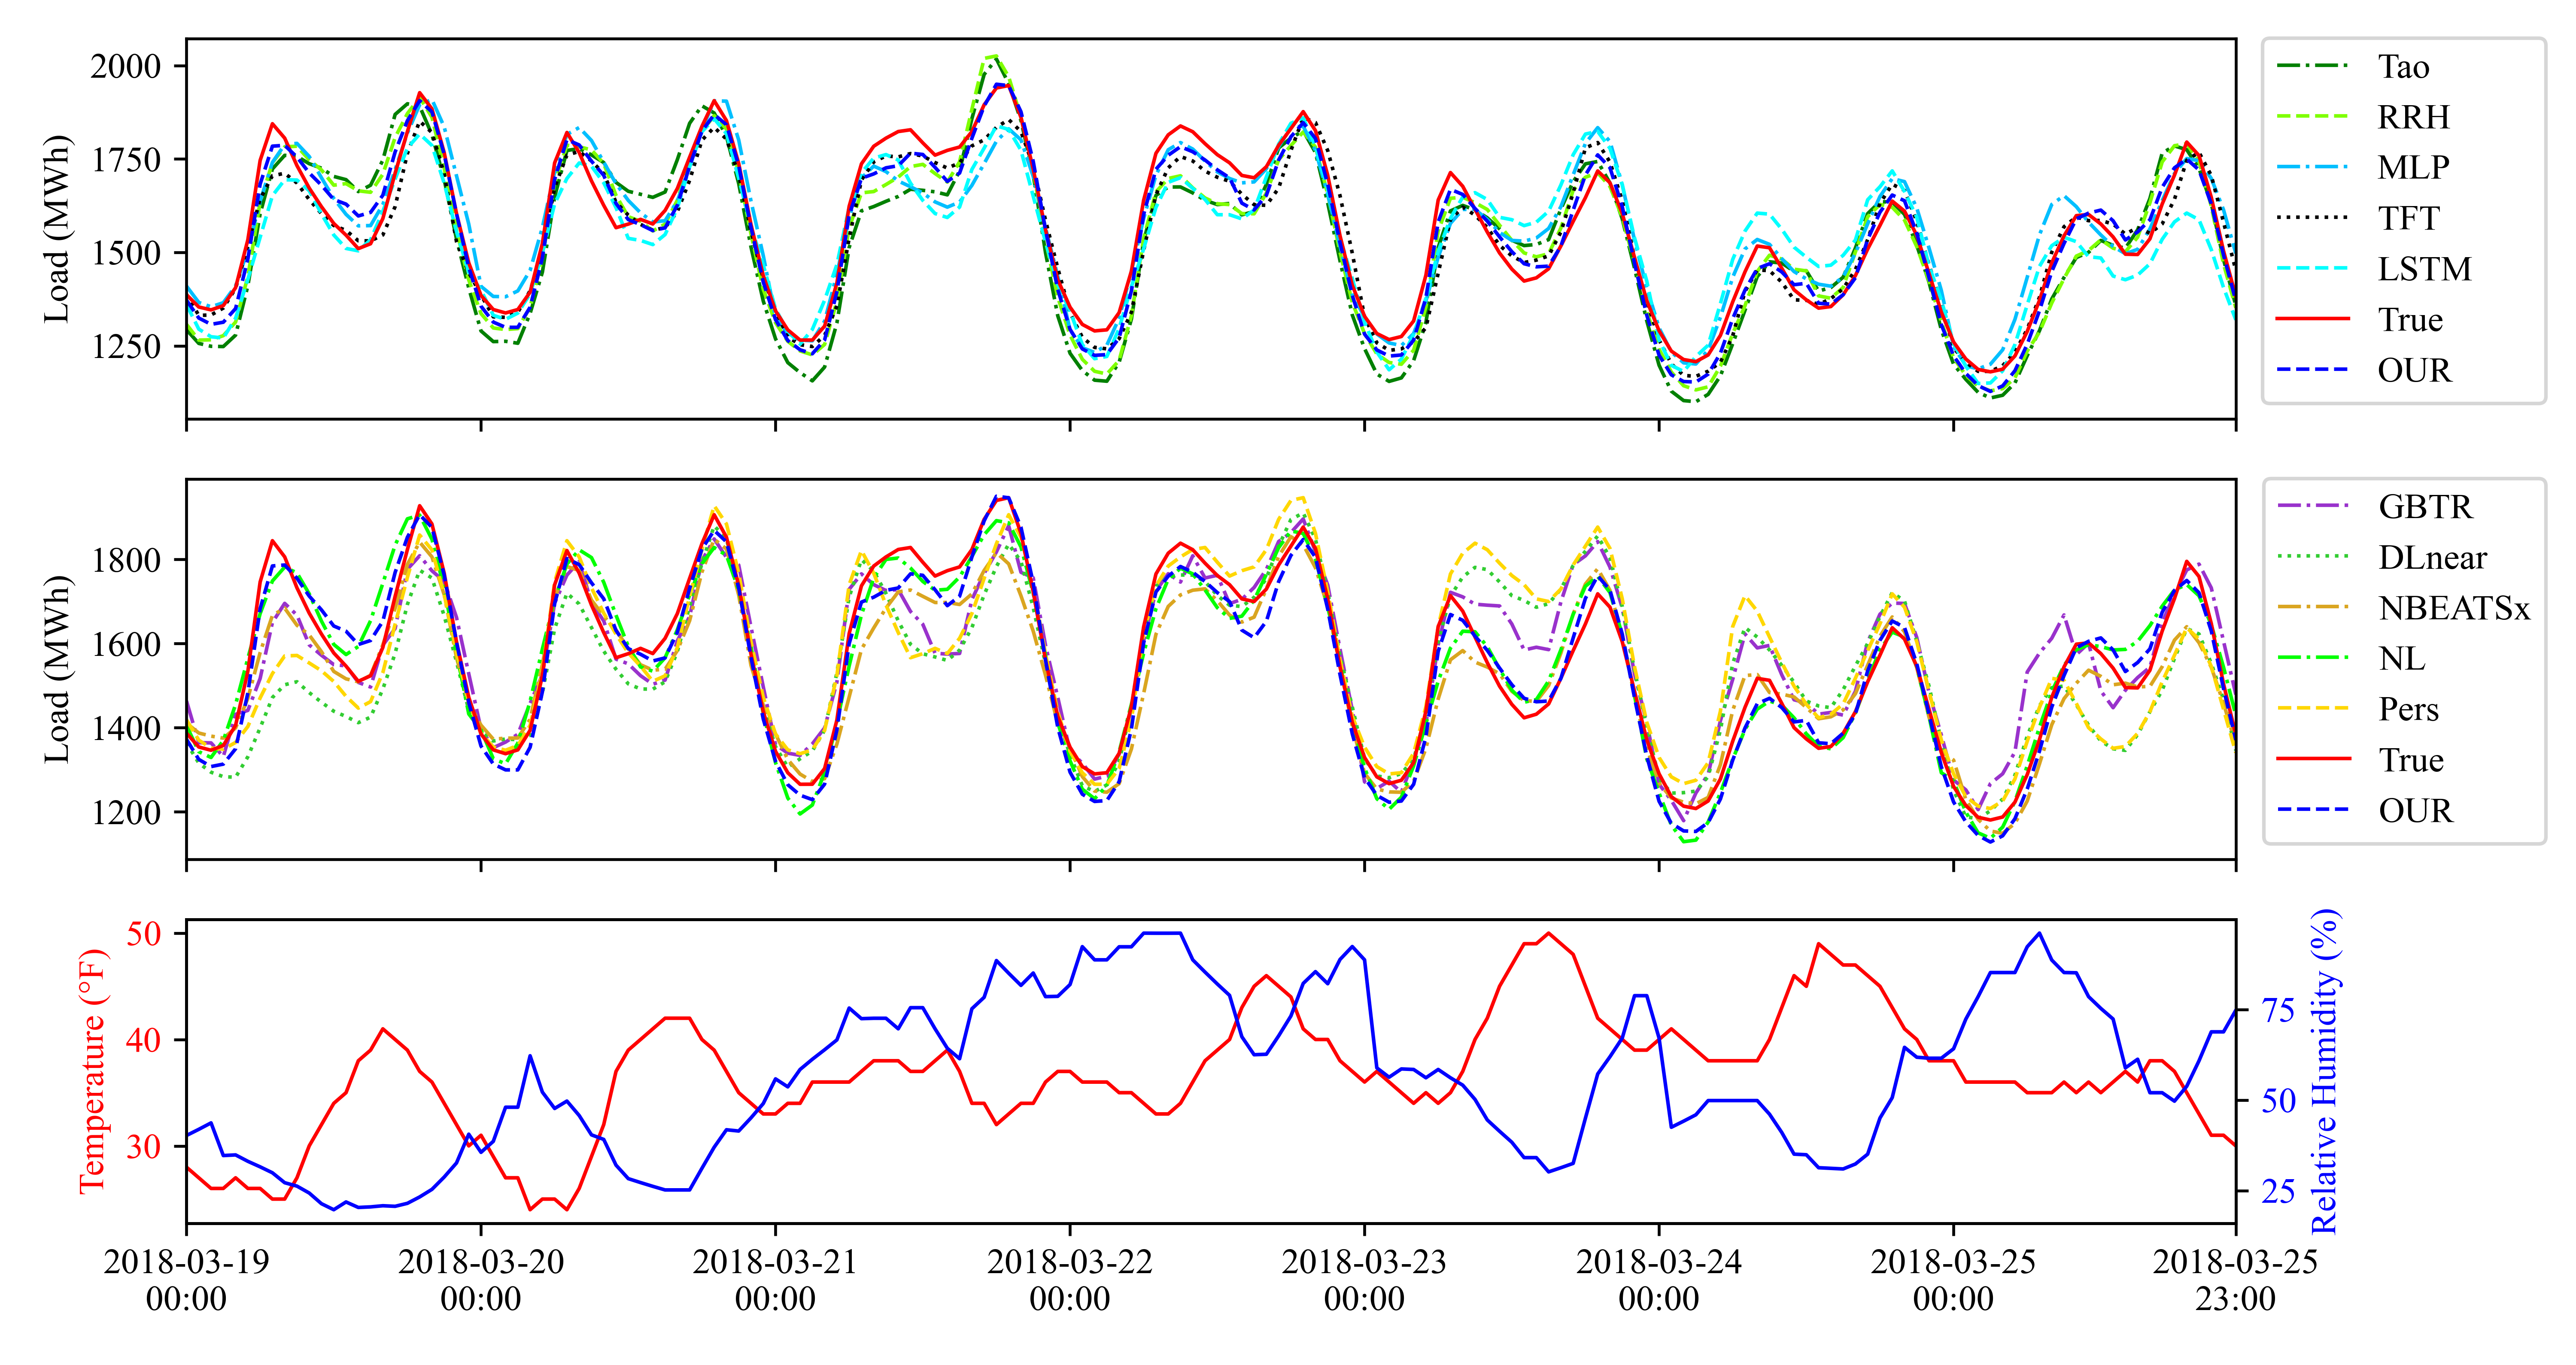 Load (MWh)
2000
1750
1500
1250
Tao
RRH
MLP
TFT
LSTM
True
OUR
Load (MWh)
1800
1600
1400
1200
GBTR
DLnear
NBEATSx
NL
Pers
True
OUR
Temperature (°F)
50
40
30
75
50
25
Relative Humidity (%)
2018-03-19
00:00
2018-03-20
00:00
2018-03-21
00:00
2018-03-22
00:00
2018-03-23
00:00
2018-03-24
00:00
2018-03-25
00:00
2018-03-25
23:00